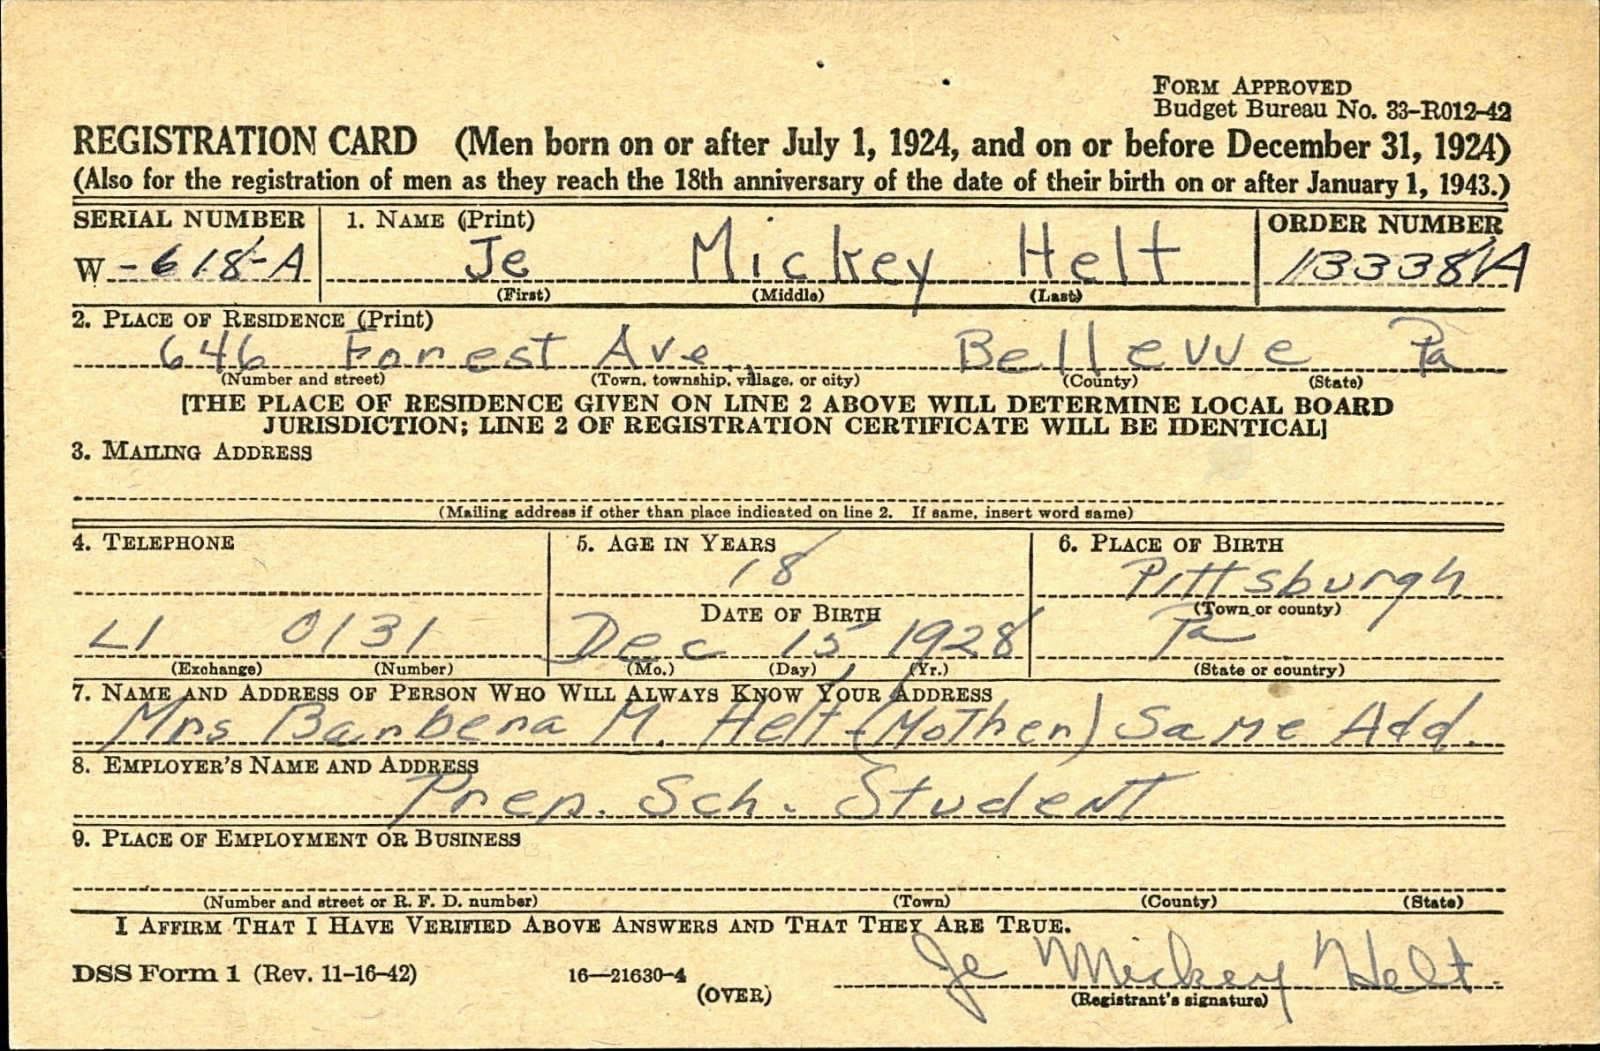 FORM APPROVED
Budget Bureau No. 33-R012-42
REGISTRATION CARD (Men born on or after July 1, 1924, and on or before December 31, 1924)
(Also for the registration of men as they reach the 18th anniversary of the date of their birth on or after January 1, 1943.)
SERIAL NUMBER 1. NAME (Print) ORDER NUMBER
W-618-A Je Mickey Helt 13338A
(First) (Middle) (Last)
2. PLACE OF RESIDENCE (Print)
646 Forest Ave, Bellevue Pa
(Number and street) (Town, township, village, or city) (County) (State)
[THE PLACE OF RESIDENCE GIVEN ON LINE 2 ABOVE WILL DETERMINE LOCAL BOARD
JURISDICTION; LINE 2 OF REGISTRATION CERTIFICATE WILL BE IDENTICAL]
3. MAILING ADDRESS
(Mailing address if other than place indicated on line 2. If same, insert word same)
4. TELEPHONE 5. AGE IN YEARS 6. PLACE OF BIRTH
18 Pittsburgh
DATE OF BIRTH (Town or county)
LI 0131 Dec 15, 1928 Pa
(Exchange) (Number) (Mo.) (Day) (Yr.) (State or country)
7. NAME AND ADDRESS OF PERSON WHO WILL ALWAYS KNOW YOUR ADDRESS
Mrs Barbera M. Helt-(Mother) Same Add.
8. EMPLOYER'S NAME AND ADDRESS
Prep. Sch. Student
9. PLACE OF EMPLOYMENT OR BUSINESS
(Number and street or R. F. D. number) (Town) (County) (State)
I AFFIRM THAT I HAVE VERIFIED ABOVE ANSWERS AND THAT THEY ARE TRUE.
DSS Form 1 (Rev. 11-16-42) 16—21630-4 Je Mickey Helt
(OVER) (Registrant's signature)